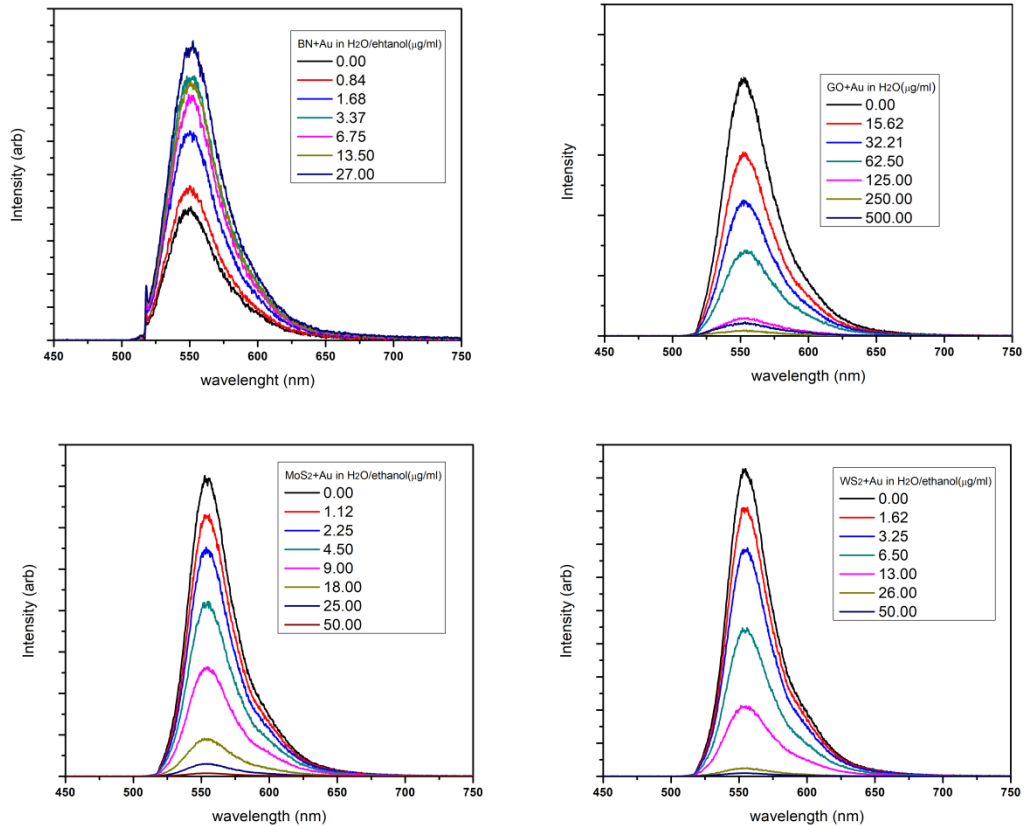 BN+Au in H2O/ehtanol(μg/ml)
0.00
0.84
1.68
3.37
6.75
13.50
27.00
Intensity (arb)
450 500 550 600 650 700 750
wavelenght (nm)
GO+Au in H2O(μg/ml)
0.00
15.62
32.21
62.50
125.00
250.00
500.00
Intensity
450 500 550 600 650 700 750
wavelength (nm)
MoS2+Au in H2O/ethanol(μg/ml)
0.00
1.12
2.25
4.50
9.00
18.00
25.00
50.00
Intensity (arb)
450 500 550 600 650 700 750
wavelength (nm)
WS2+Au in H2O/ethanol(μg/ml)
0.00
1.62
3.25
6.50
13.00
26.00
50.00
Intensity (arb)
450 500 550 600 650 700 750
wavelength (nm)